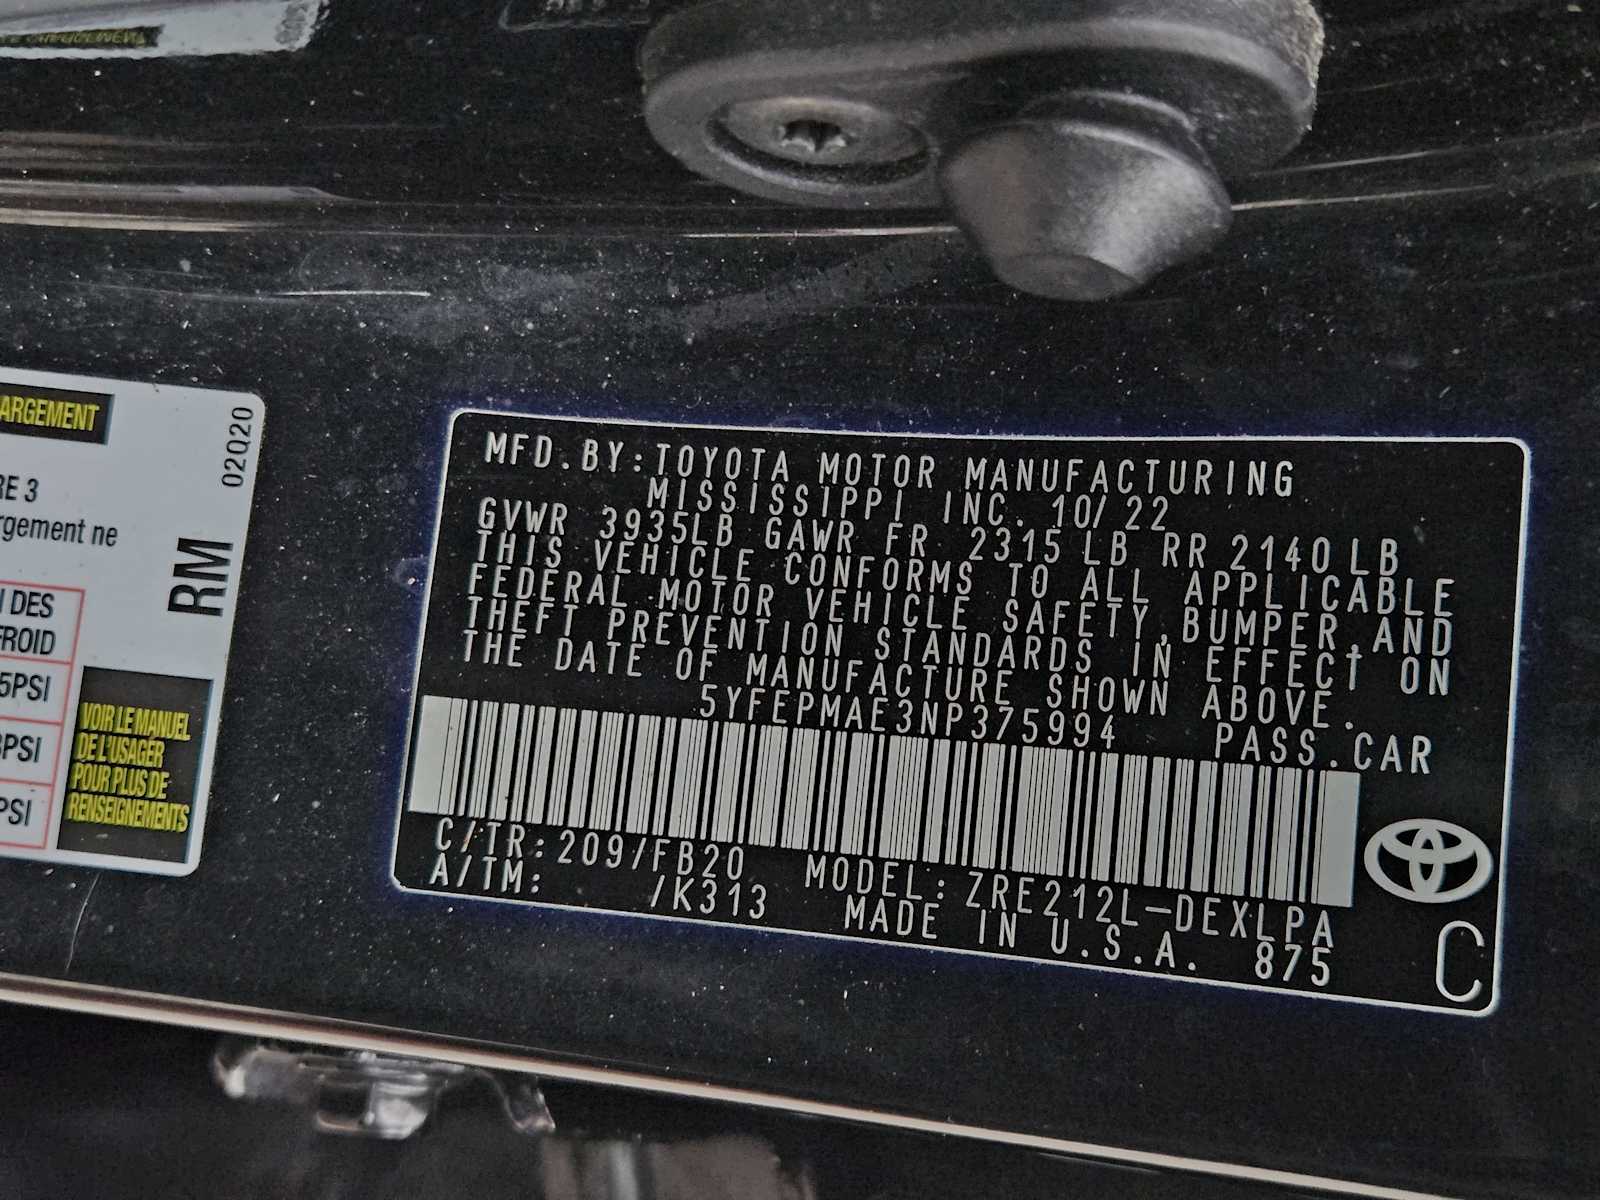 ARGEMENT
02020
RE 3
rgement ne
RM
I DES
FROID
5PSI
3PSI
PSI
VOIR LE MANUEL
DE L'USAGER
POUR PLUS DE
RENSEIGNEMENTS
MFD.BY:TOYOTA MOTOR MANUFACTURING
MISSISSIPPI INC. 10/22
GVWR 3935LB GAWR FR 2315 LB RR 2140 LB
THIS VEHICLE CONFORMS TO ALL APPLICABLE
FEDERAL MOTOR VEHICLE SAFETY,BUMPER,AND
THEFT PREVENTION STANDARDS IN EFFECT ON
THE DATE OF MANUFACTURE SHOWN ABOVE.
5YFEPMAE3NP375994 PASS.CAR
C/TR:209/FB20 MODEL:ZRE212L-DEXLPA
A/TM: /K313 MADE IN U.S.A. 875
C